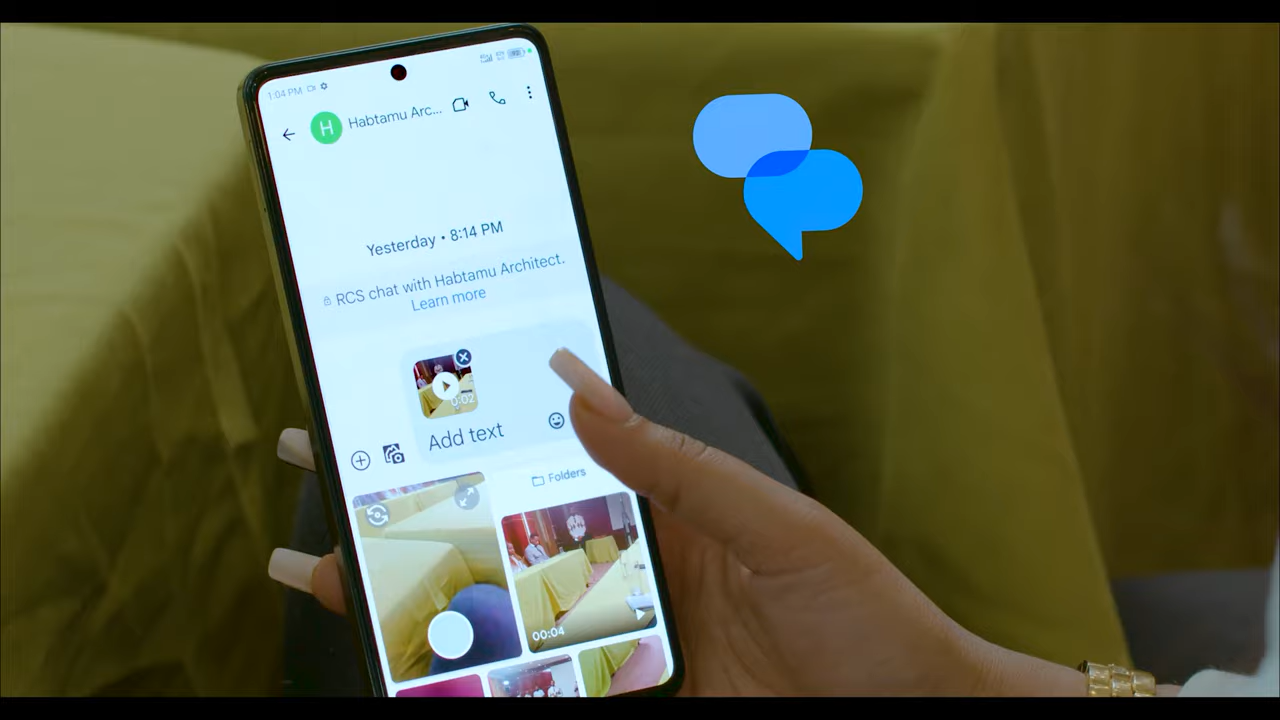 1:04 PM
H
Habtamu Arc...
Yesterday • 8:14 PM
RCS chat with Habtamu Architect.
Learn more
0:02
Add text
Folders
00:04